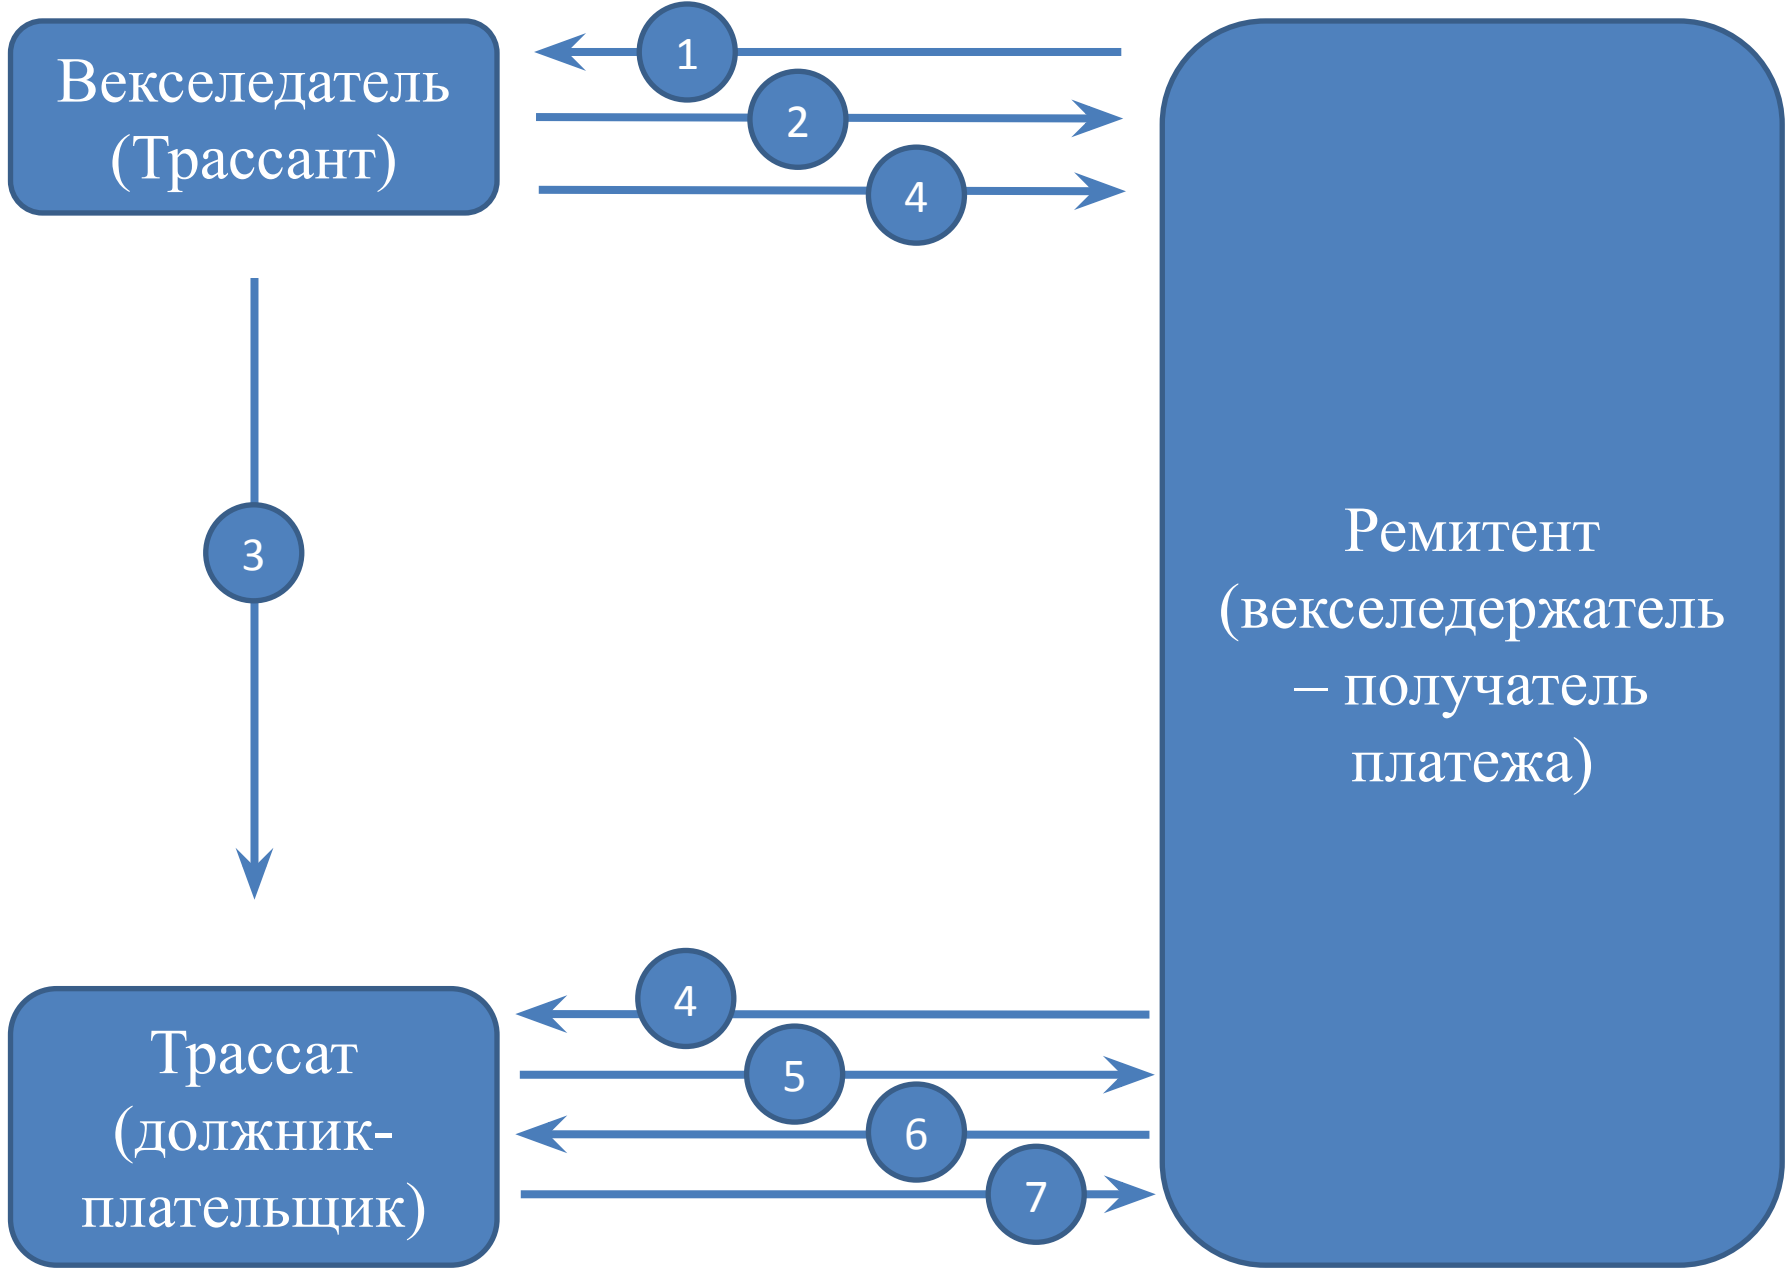 Векселедатель
(Трассант)
1
2
4
3
Ремитент
(векселедержатель
– получатель
платежа)
Трассат
(должник-
плательщик)
4
5
6
7